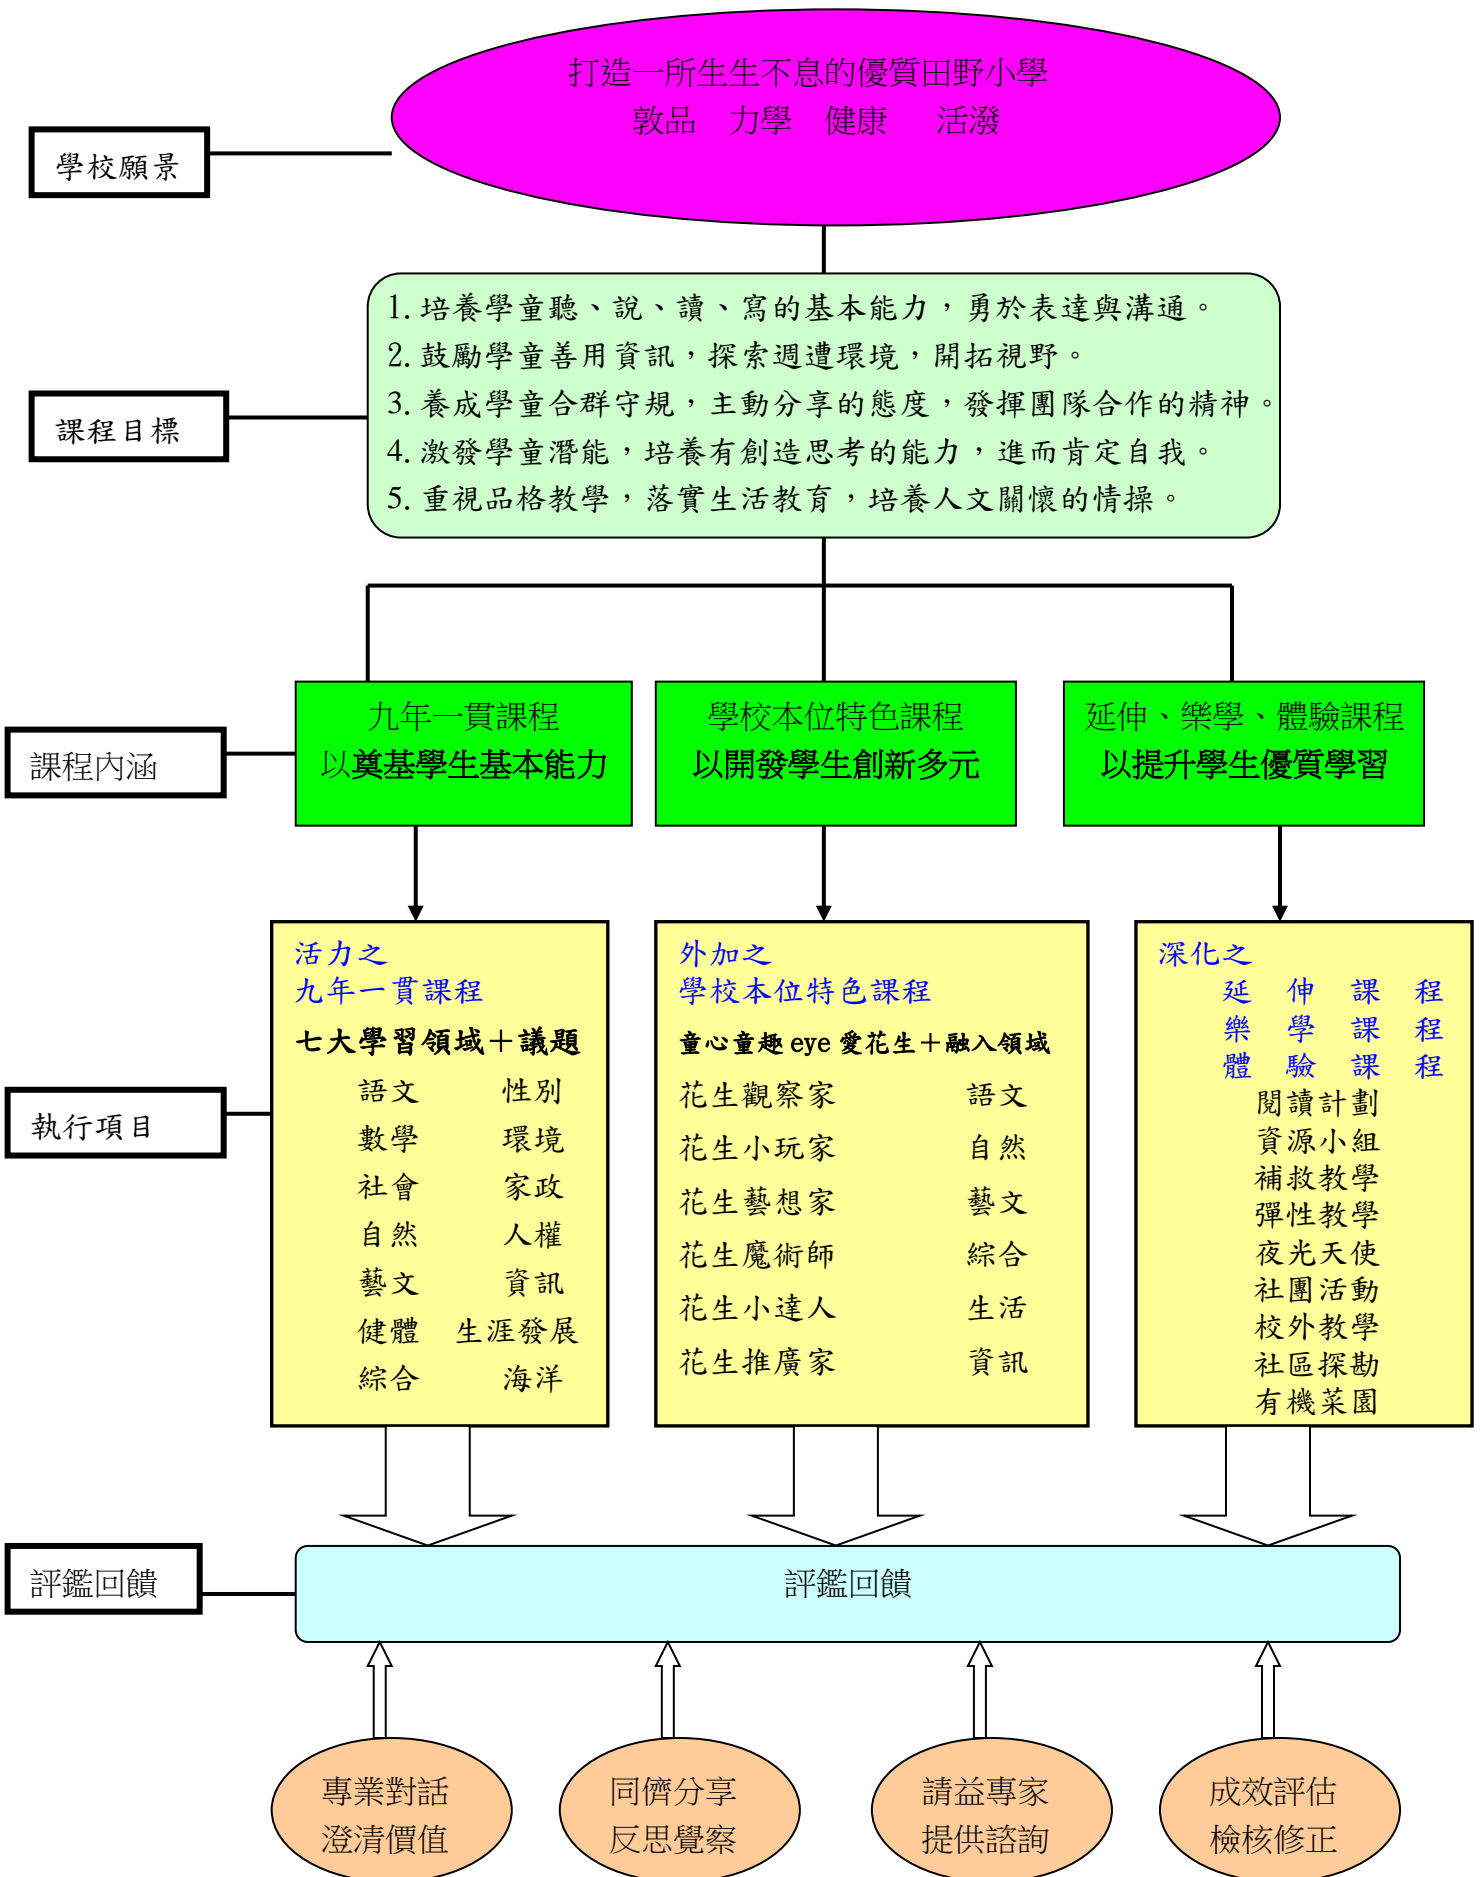 打造一所生生不息的優質田野小學
敦品　力學　健康　活潑
學校願景
1. 培養學童聽、說、讀、寫的基本能力，勇於表達與溝通。
2. 鼓勵學童善用資訊，探索週遭環境，開拓視野。
3. 養成學童合群守規，主動分享的態度，發揮團隊合作的精神。
4. 激發學童潛能，培養有創造思考的能力，進而肯定自我。
5. 重視品格教學，落實生活教育，培養人文關懷的情操。
課程目標
課程內涵
九年一貫課程
以奠基學生基本能力
學校本位特色課程
以開發學生創新多元
延伸、樂學、體驗課程
以提升學生優質學習
執行項目
活力之
九年一貫課程
七大學習領域＋議題
語文　性別
數學　環境
社會　家政
自然　人權
藝文　資訊
健體　生涯發展
綜合　海洋
外加之
學校本位特色課程
童心童趣 eye 愛花生＋融入領域
花生觀察家　語文
花生小玩家　自然
花生藝想家　藝文
花生魔術師　綜合
花生小達人　生活
花生推廣家　資訊
深化之
延　伸　課　程
樂　學　課　程
體　驗　課　程
閱讀計劃
資源小組
補救教學
彈性教學
夜光天使
社團活動
校外教學
社區探勘
有機菜園
評鑑回饋
評鑑回饋
專業對話
澄清價值
同儕分享
反思覺察
請益專家
提供諮詢
成效評估
檢核修正